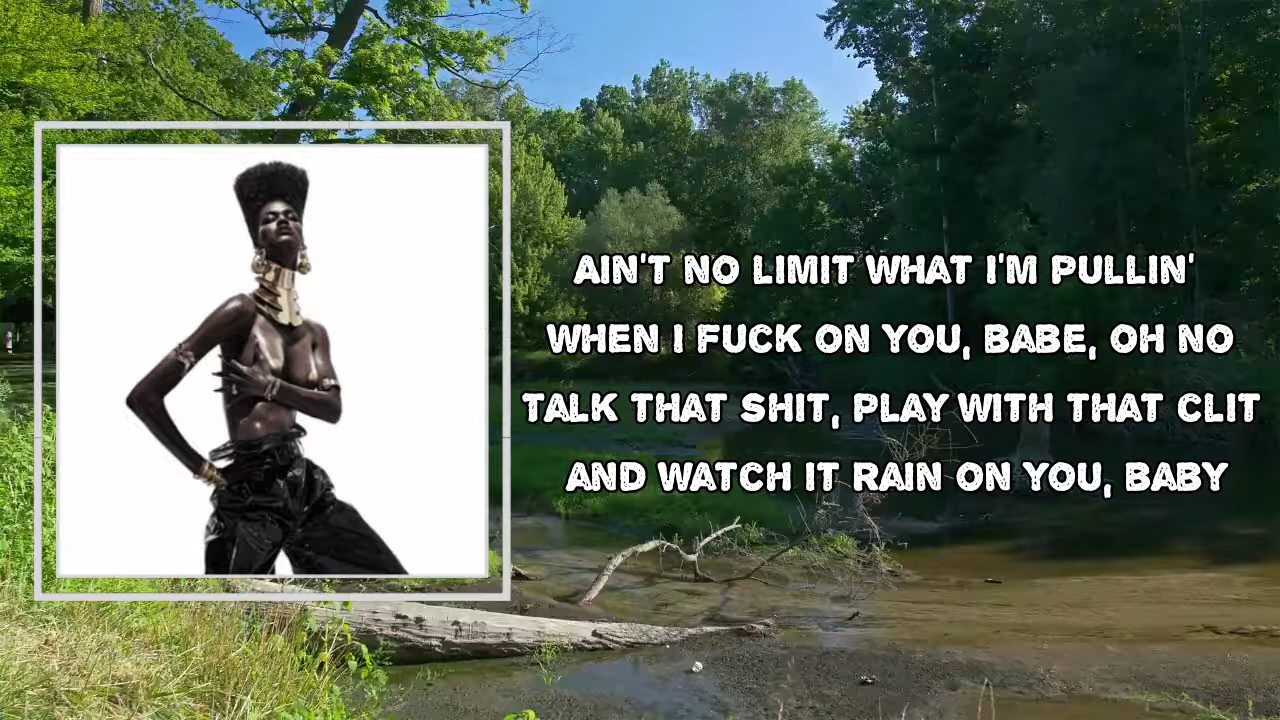 AIN'T NO LIMIT WHAT I'M PULLIN'
WHEN I FUCK ON YOU, BABE, OH NO
TALK THAT SHIT, PLAY WITH THAT CLIT
AND WATCH IT RAIN ON YOU, BABY